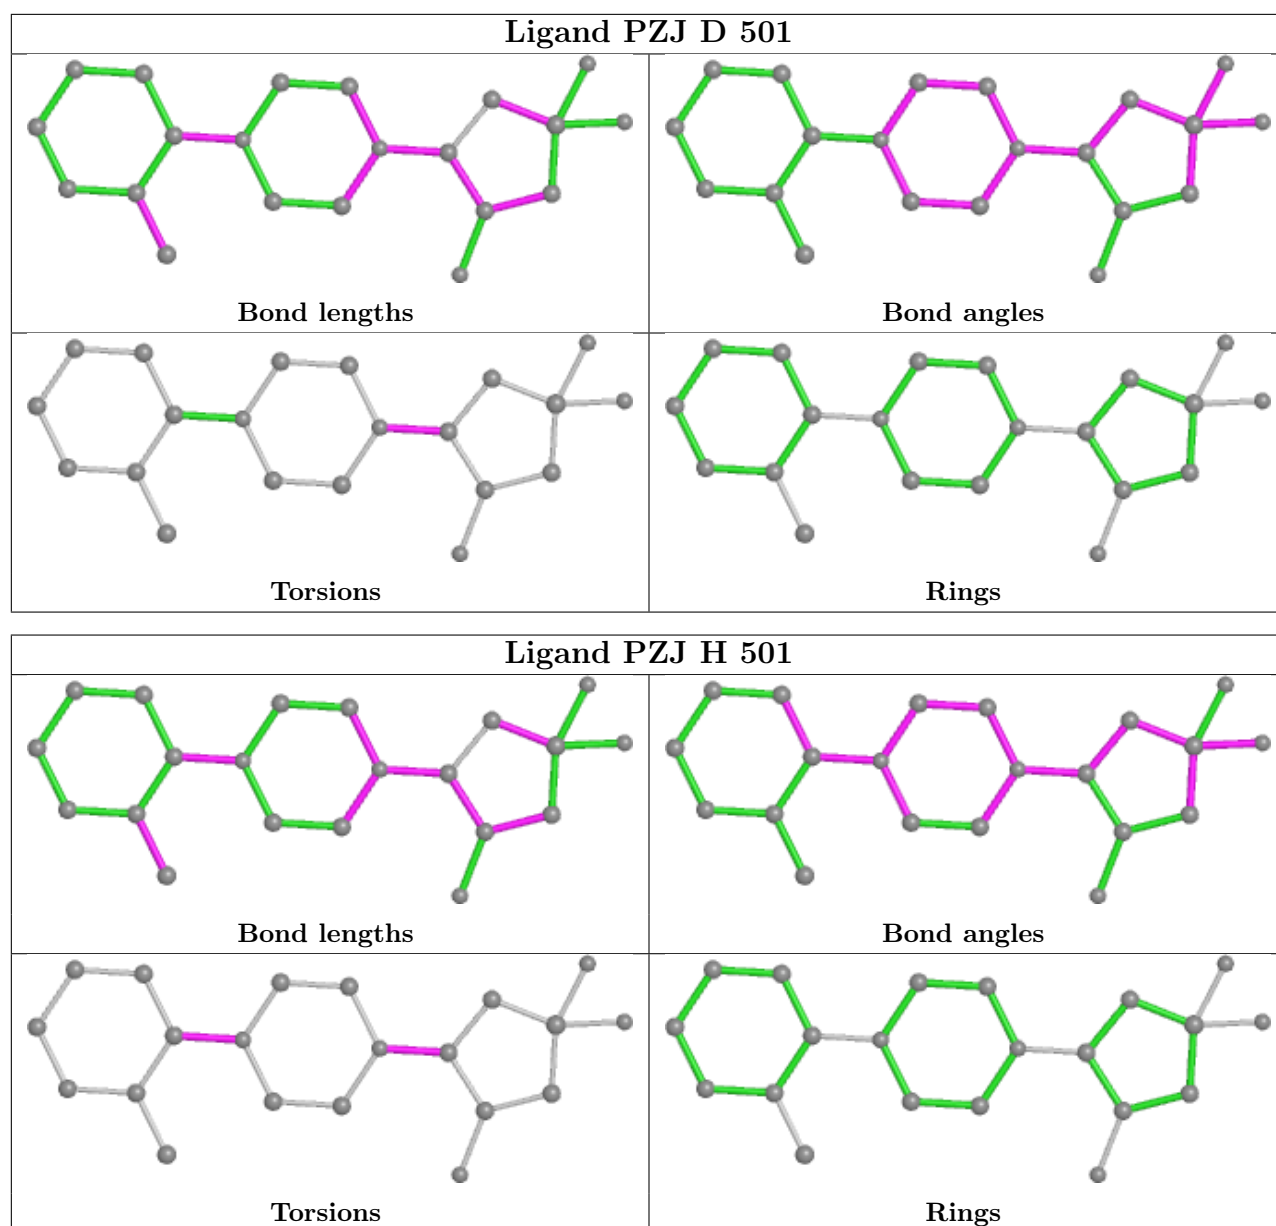 Ligand PZJ D 501
Bond lengths
Bond angles
Torsions
Rings
Ligand PZJ H 501
Bond lengths
Bond angles
Torsions
Rings